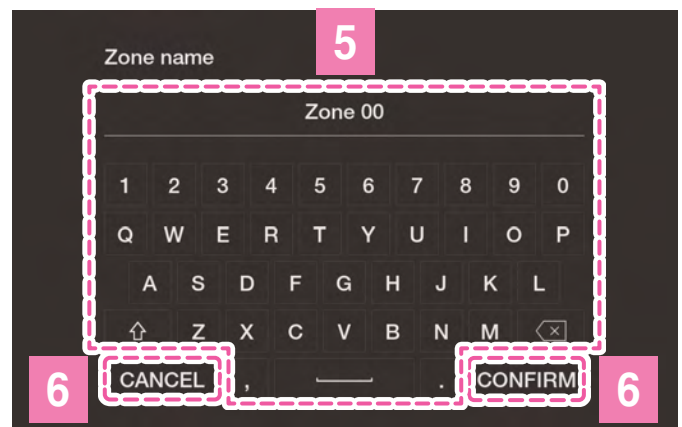 5
Zone name
Zone 00
1 2 3 4 5 6 7 8 9 0
Q W E R T Y U I O P
A S D F G H J K L
Z X C V B N M
6 CANCEL , . CONFIRM 6